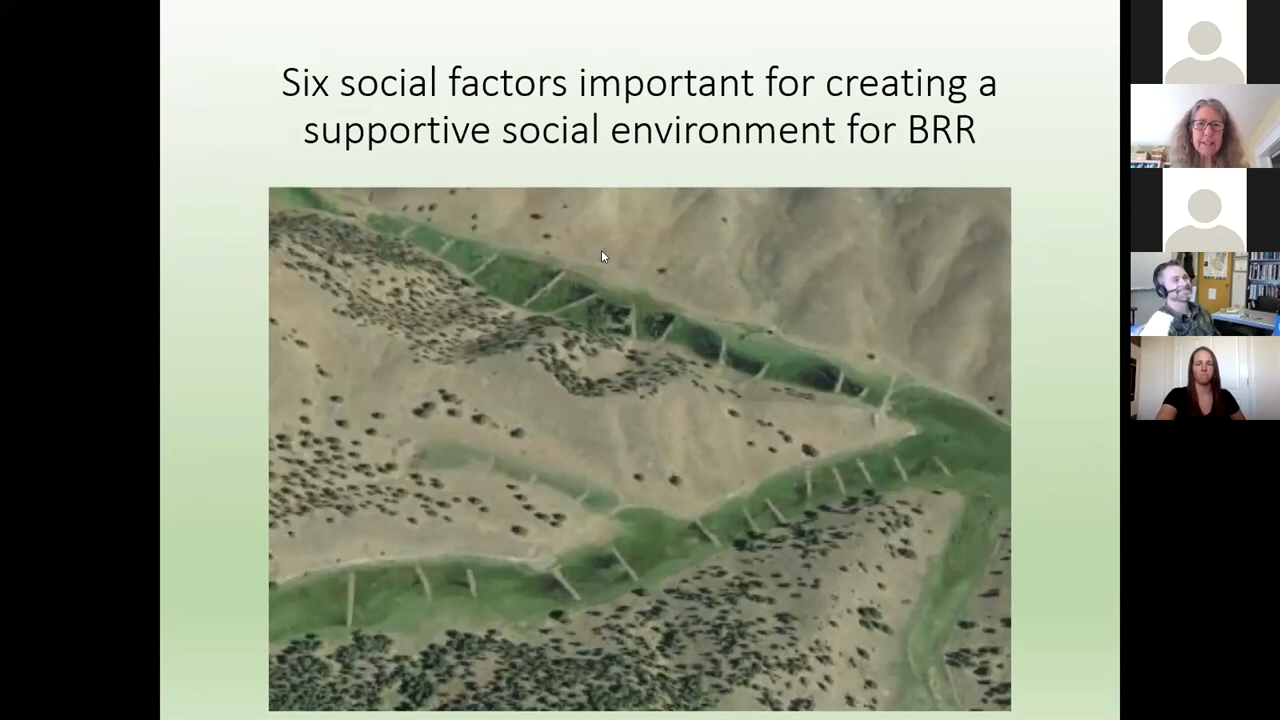 Six social factors important for creating a
supportive social environment for BRR